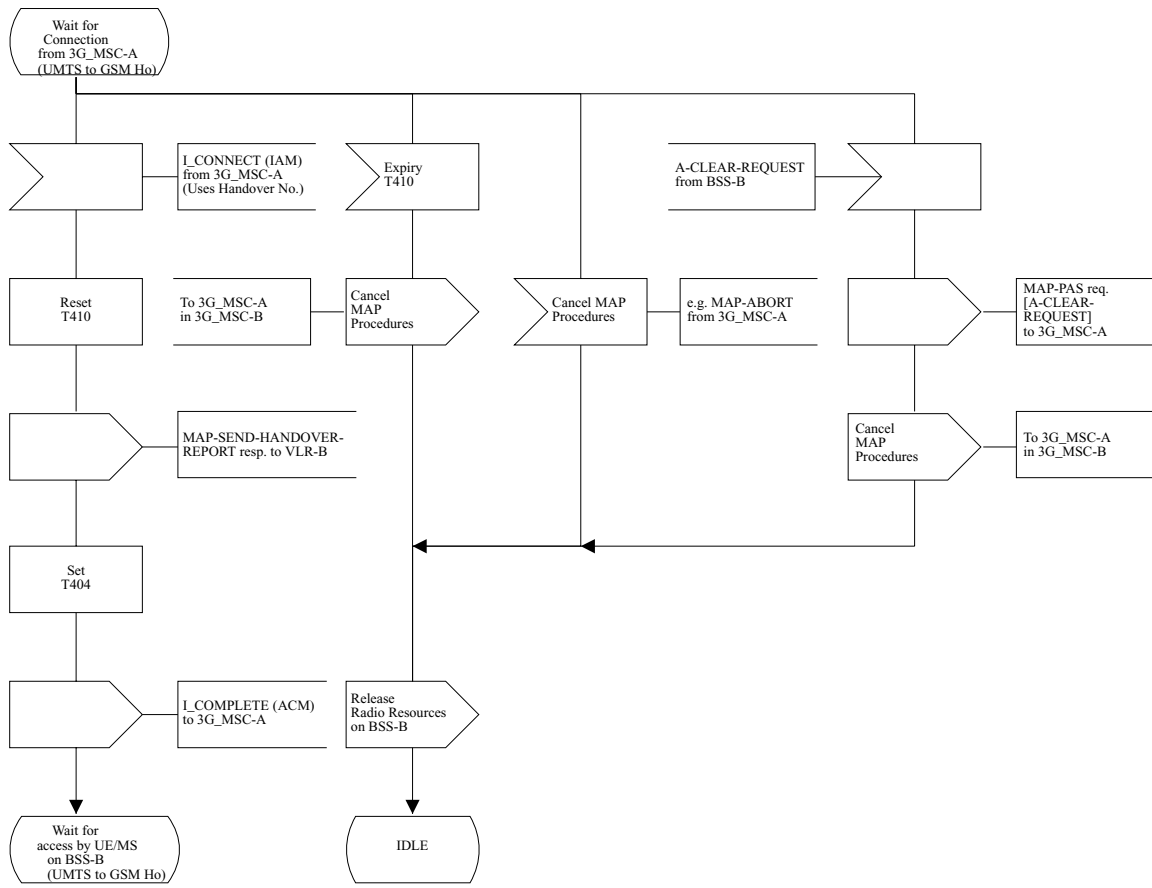 Wait for
Connection
from 3G_MSC-A
(UMTS to GSM Ho)
I_CONNECT (IAM)
from 3G_MSC-A
(Uses Handover No.)
Expiry
T410
A-CLEAR-REQUEST
from BSS-B
Reset
T410
To 3G_MSC-A
in 3G_MSC-B
Cancel
MAP
Procedures
Cancel MAP
Procedures
e.g. MAP-ABORT
from 3G_MSC-A
MAP-PAS req.
[A-CLEAR-
REQUEST]
to 3G_MSC-A
MAP-SEND-HANDOVER-
REPORT resp. to VLR-B
Cancel
MAP
Procedures
To 3G_MSC-A
in 3G_MSC-B
Set
T404
I_COMPLETE (ACM)
to 3G_MSC-A
Release
Radio Resources
on BSS-B
Wait for
access by UE/MS
on BSS-B
(UMTS to GSM Ho)
IDLE